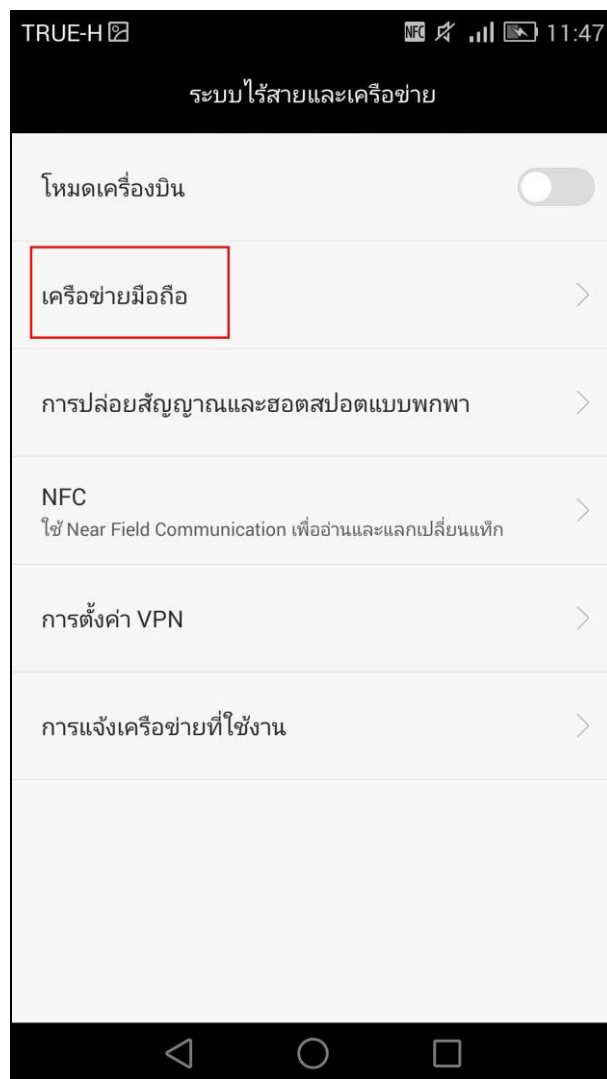 TRUE-H NFC 11:47
ระบบไร้สายและเครือข่าย
โหมดเครื่องบิน
เครือข่ายมือถือ
การปล่อยสัญญาณและฮอตสปอตแบบพกพา
NFC
ใช้ Near Field Communication เพื่ออ่านและแลกเปลี่ยนแท็ก
การตั้งค่า VPN
การแจ้งเครือข่ายที่ใช้งาน